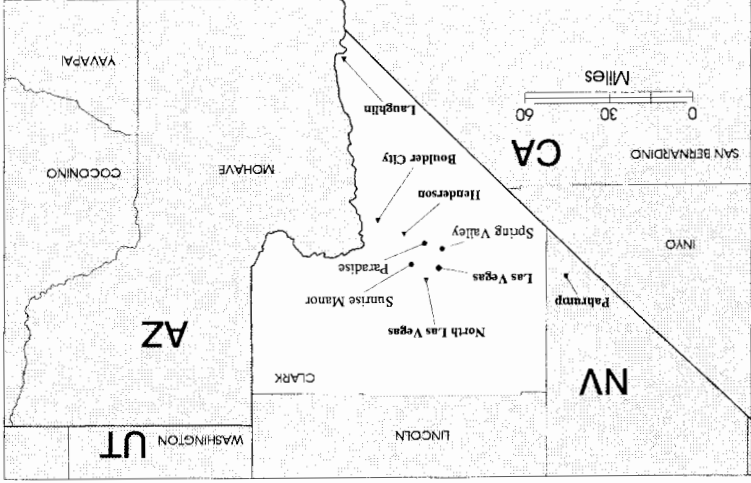 LINCOLN
WASHINGTON
UT
NV
CLARK
AZ
North Las Vegas
Pahrump
Sunrise Manor
Las Vegas
Paradise
INYO
Spring Valley
Henderson
MOHAVE
COCONINO
Boulder City
SAN BERNARDINO
CA
Laughlin
0 30 60
Miles
YAVAPAI